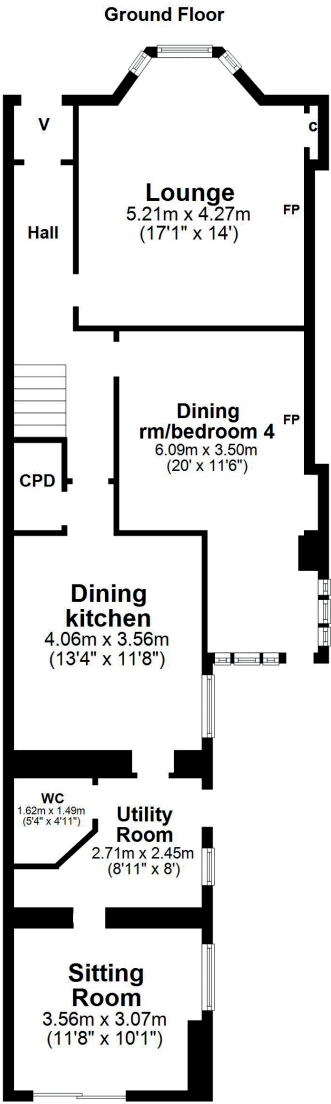 Ground Floor
V
c
Lounge
5.21m x 4.27m
(17'1" x 14')
FP
Hall
Dining
rm/bedroom 4
6.09m x 3.50m
(20' x 11'6")
FP
CPD
Dining
kitchen
4.06m x 3.56m
(13'4" x 11'8")
WC
1.62m x 1.49m
(5'4" x 4'11")
Utility
Room
2.71m x 2.45m
(8'11" x 8')
Sitting
Room
3.56m x 3.07m
(11'8" x 10'1")